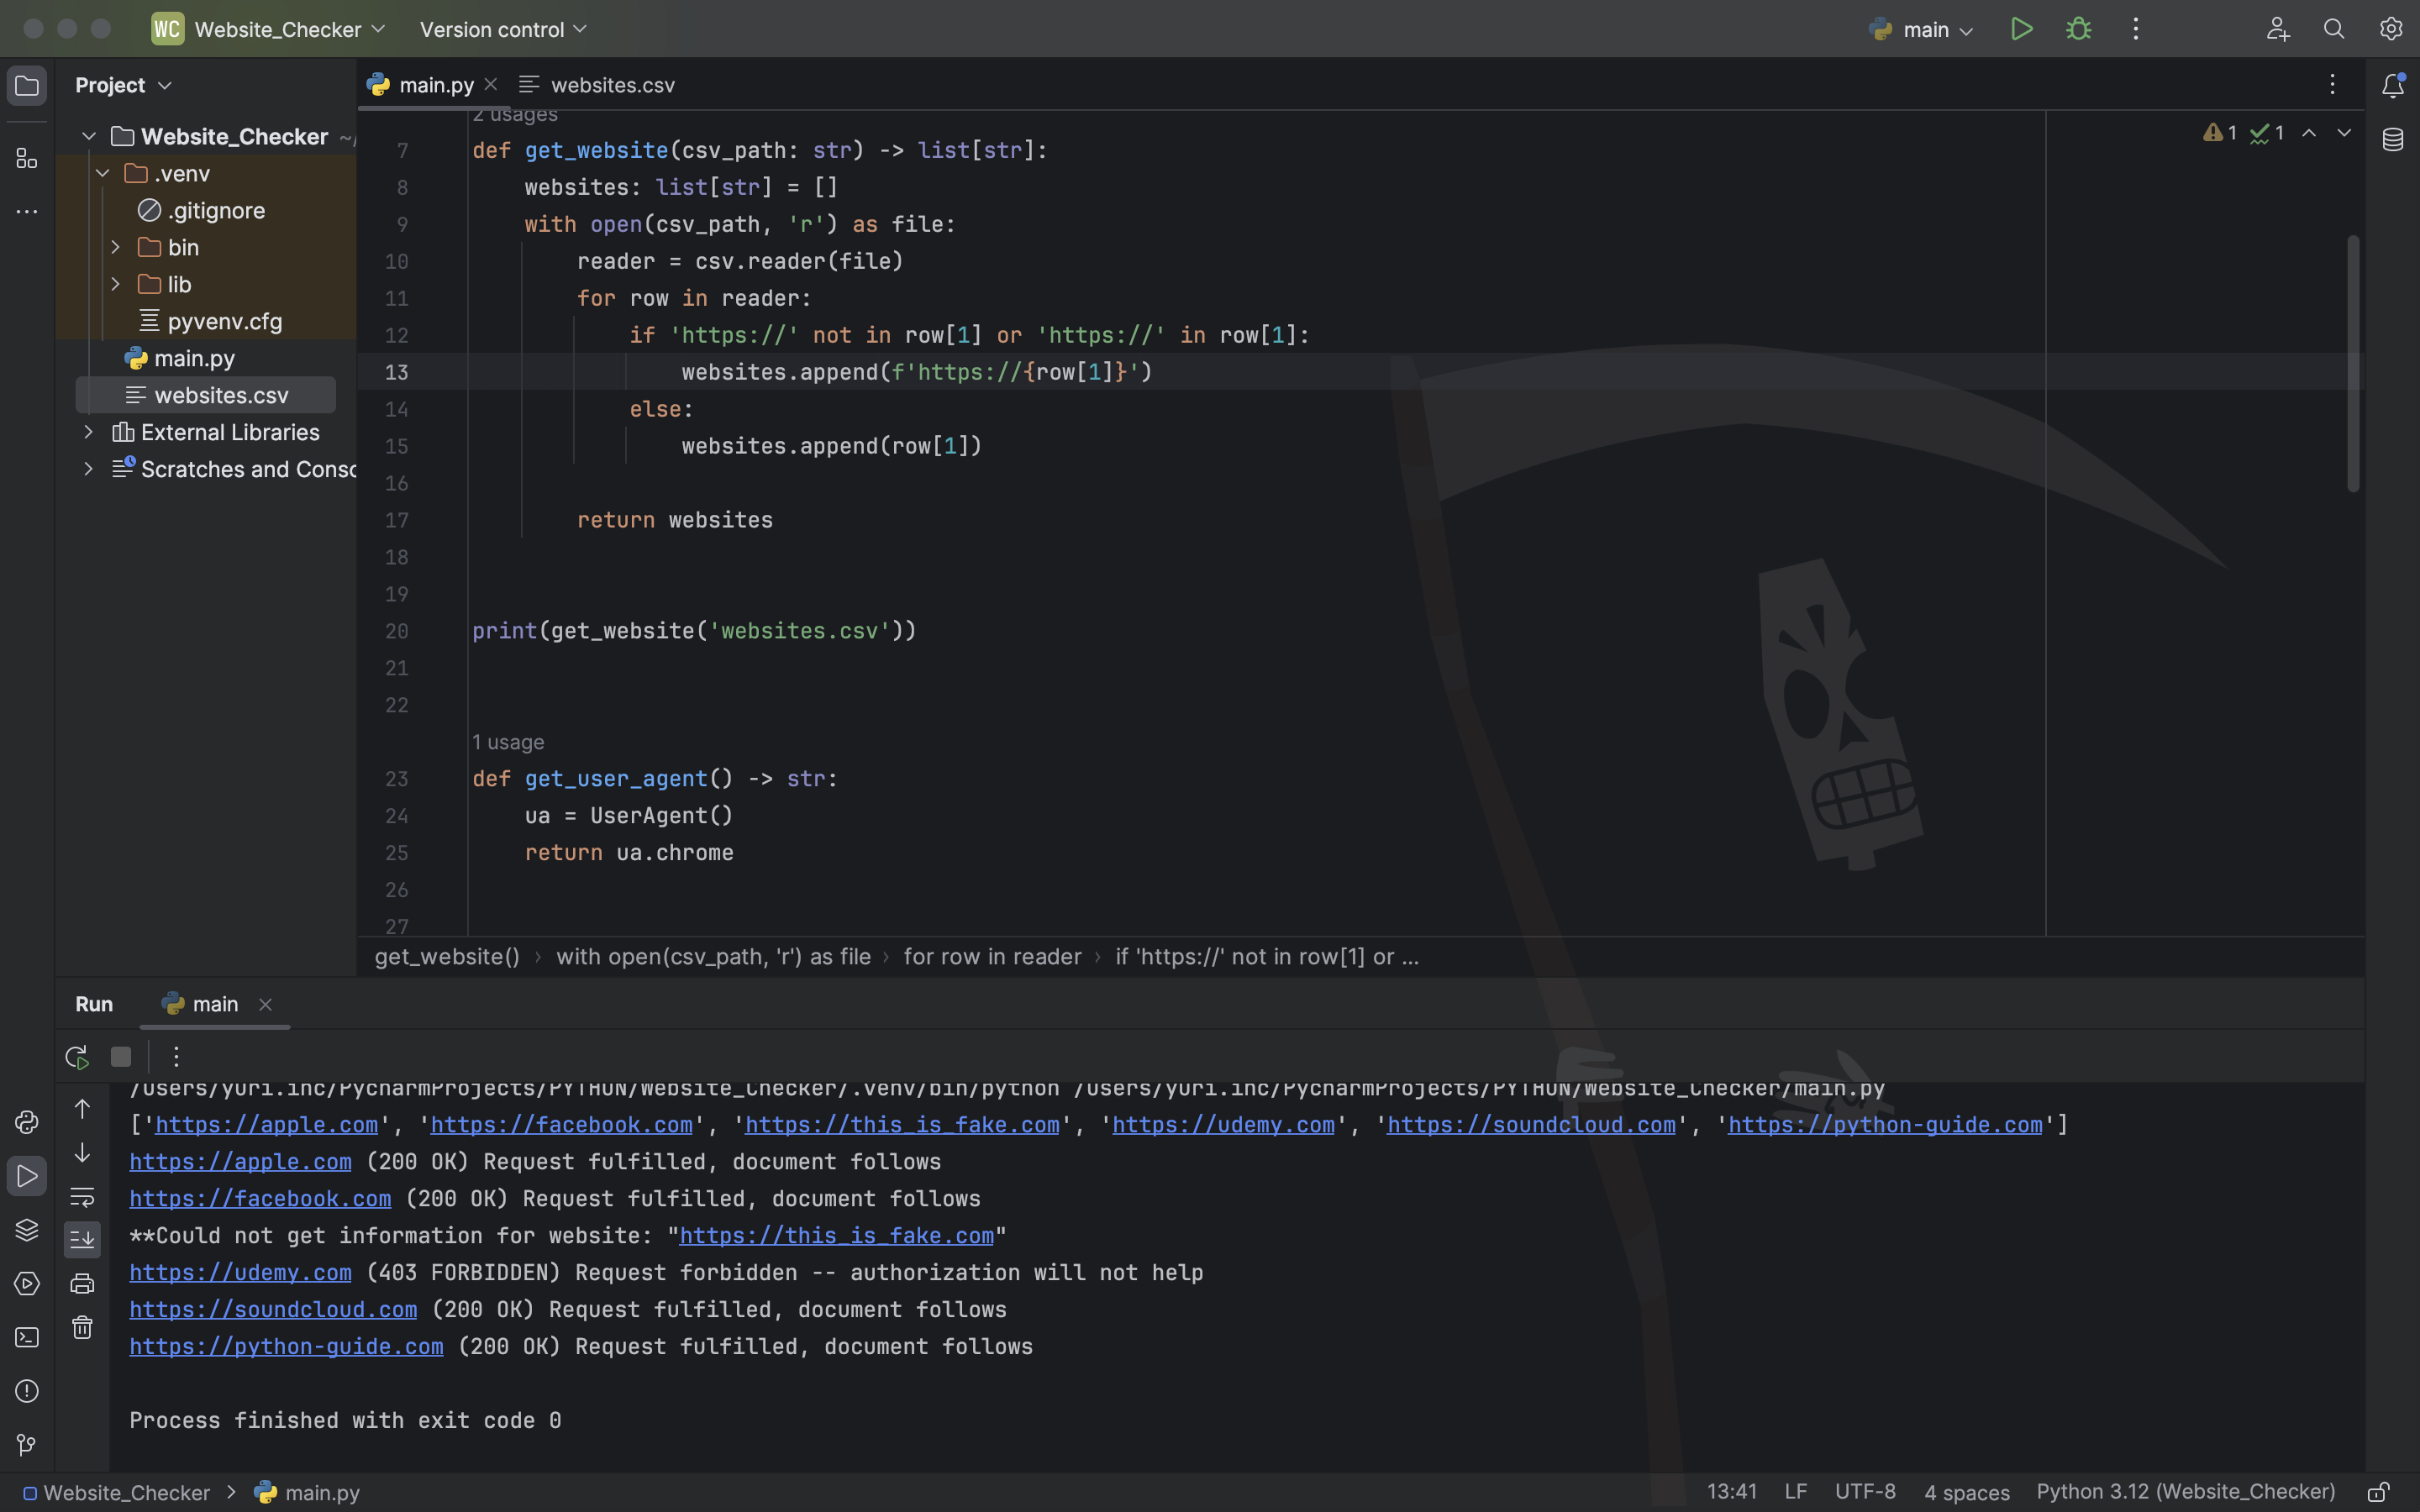 WC Website_Checker Version control main
Project
main.py websites.csv
Website_Checker ~/
.venv
.gitignore
bin
lib
pyvenv.cfg
main.py
websites.csv
External Libraries
Scratches and Consc
2 usages
1 1
7 def get_website(csv_path: str) -> list[str]:
8 websites: list[str] = []
9 with open(csv_path, 'r') as file:
10 reader = csv.reader(file)
11 for row in reader:
12 if 'https://' not in row[1] or 'https://' in row[1]:
13 websites.append(f'https://{row[1]}')
14 else:
15 websites.append(row[1])
16
17 return websites
18
19
20 print(get_website('websites.csv'))
21
22
1 usage
23 def get_user_agent() -> str:
24 ua = UserAgent()
25 return ua.chrome
26
27
get_website() › with open(csv_path, 'r') as file › for row in reader › if 'https://' not in row[1] or ...
Run main
/Users/yuri.inc/PycharmProjects/PYTHON/Website_Checker/.venv/bin/python /Users/yuri.inc/PycharmProjects/PYTHON/Website_Checker/main.py
['https://apple.com', 'https://facebook.com', 'https://this_is_fake.com', 'https://udemy.com', 'https://soundcloud.com', 'https://python-guide.com']
https://apple.com (200 OK) Request fulfilled, document follows
https://facebook.com (200 OK) Request fulfilled, document follows
**Could not get information for website: "https://this_is_fake.com"
https://udemy.com (403 FORBIDDEN) Request forbidden -- authorization will not help
https://soundcloud.com (200 OK) Request fulfilled, document follows
https://python-guide.com (200 OK) Request fulfilled, document follows
Process finished with exit code 0
Website_Checker > main.py 13:41 LF UTF-8 4 spaces Python 3.12 (Website_Checker)